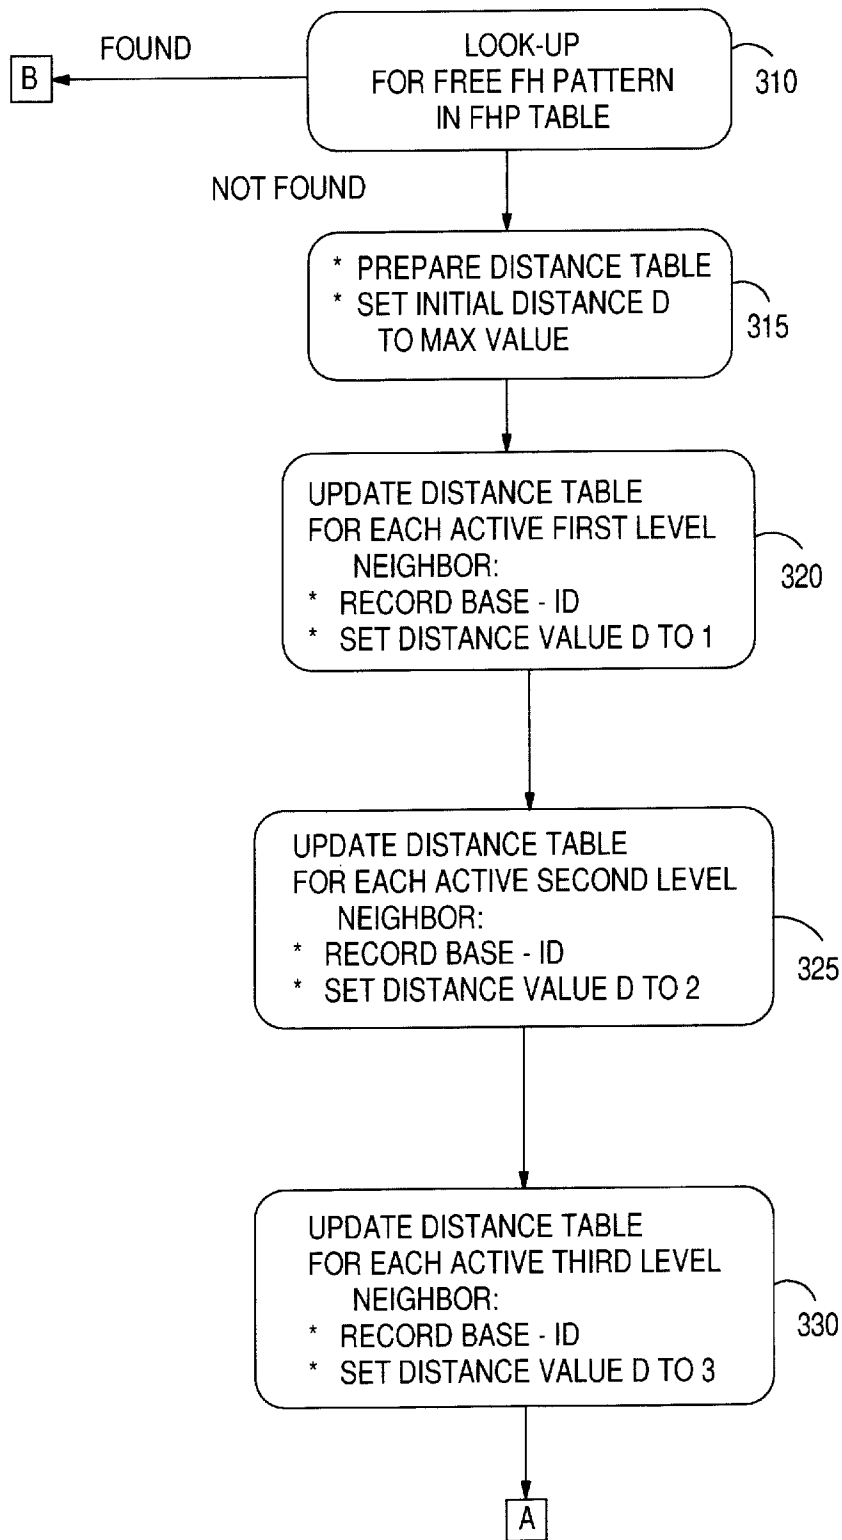 FOUND
B
LOOK-UP
FOR FREE FH PATTERN
IN FHP TABLE
310
NOT FOUND
* PREPARE DISTANCE TABLE
* SET INITIAL DISTANCE D
TO MAX VALUE
315
UPDATE DISTANCE TABLE
FOR EACH ACTIVE FIRST LEVEL
NEIGHBOR:
* RECORD BASE - ID
* SET DISTANCE VALUE D TO 1
320
UPDATE DISTANCE TABLE
FOR EACH ACTIVE SECOND LEVEL
NEIGHBOR:
* RECORD BASE - ID
* SET DISTANCE VALUE D TO 2
325
UPDATE DISTANCE TABLE
FOR EACH ACTIVE THIRD LEVEL
NEIGHBOR:
* RECORD BASE - ID
* SET DISTANCE VALUE D TO 3
330
A